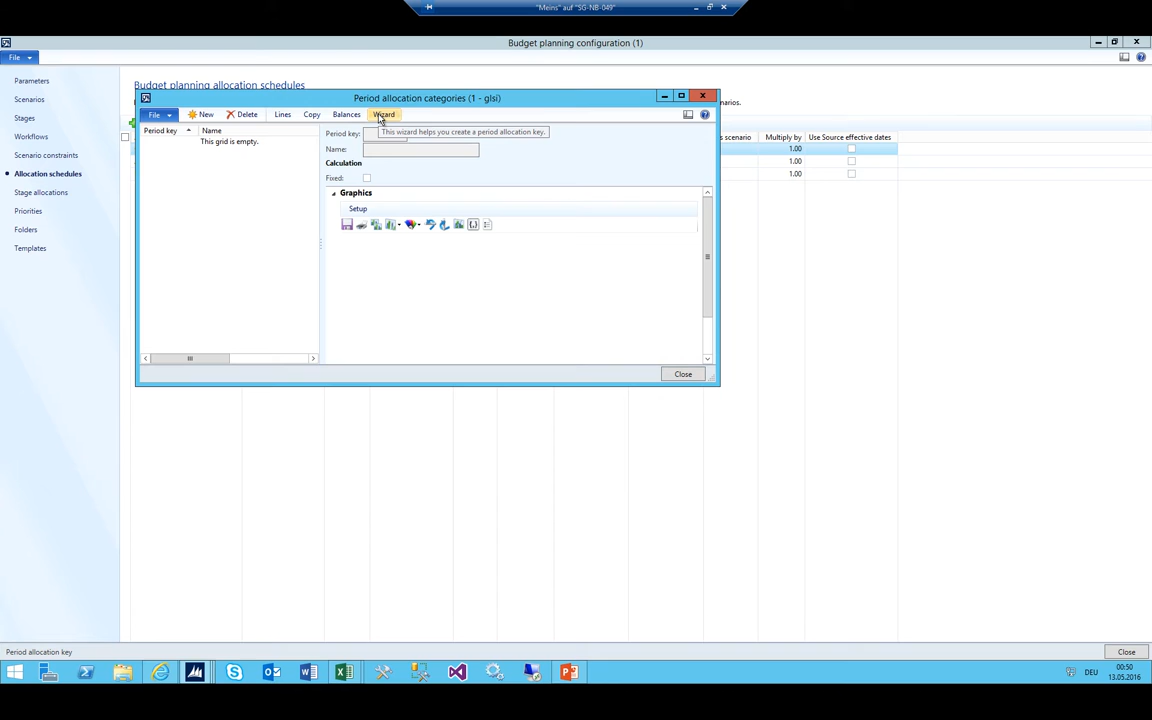 "Meins" auf "SG-NB-049"
Budget planning configuration (1)
File
Parameters
Scenarios
Stages
Workflows
Scenario constraints
Allocation schedules
Stage allocations
Priorities
Folders
Templates
Budget planning allocation schedules
narios.
s scenario Multiply by Use Source effective dates
1.00
1.00
1.00
Period allocation categories (1 - glsi)
File New Delete Lines Copy Balances Wizard
This wizard helps you create a period allocation key.
Period key Name
This grid is empty.
Period key:
Name:
Calculation
Fixed:
Graphics
Setup
Close
Period allocation key
Close
DEU
00:50
13.05.2016